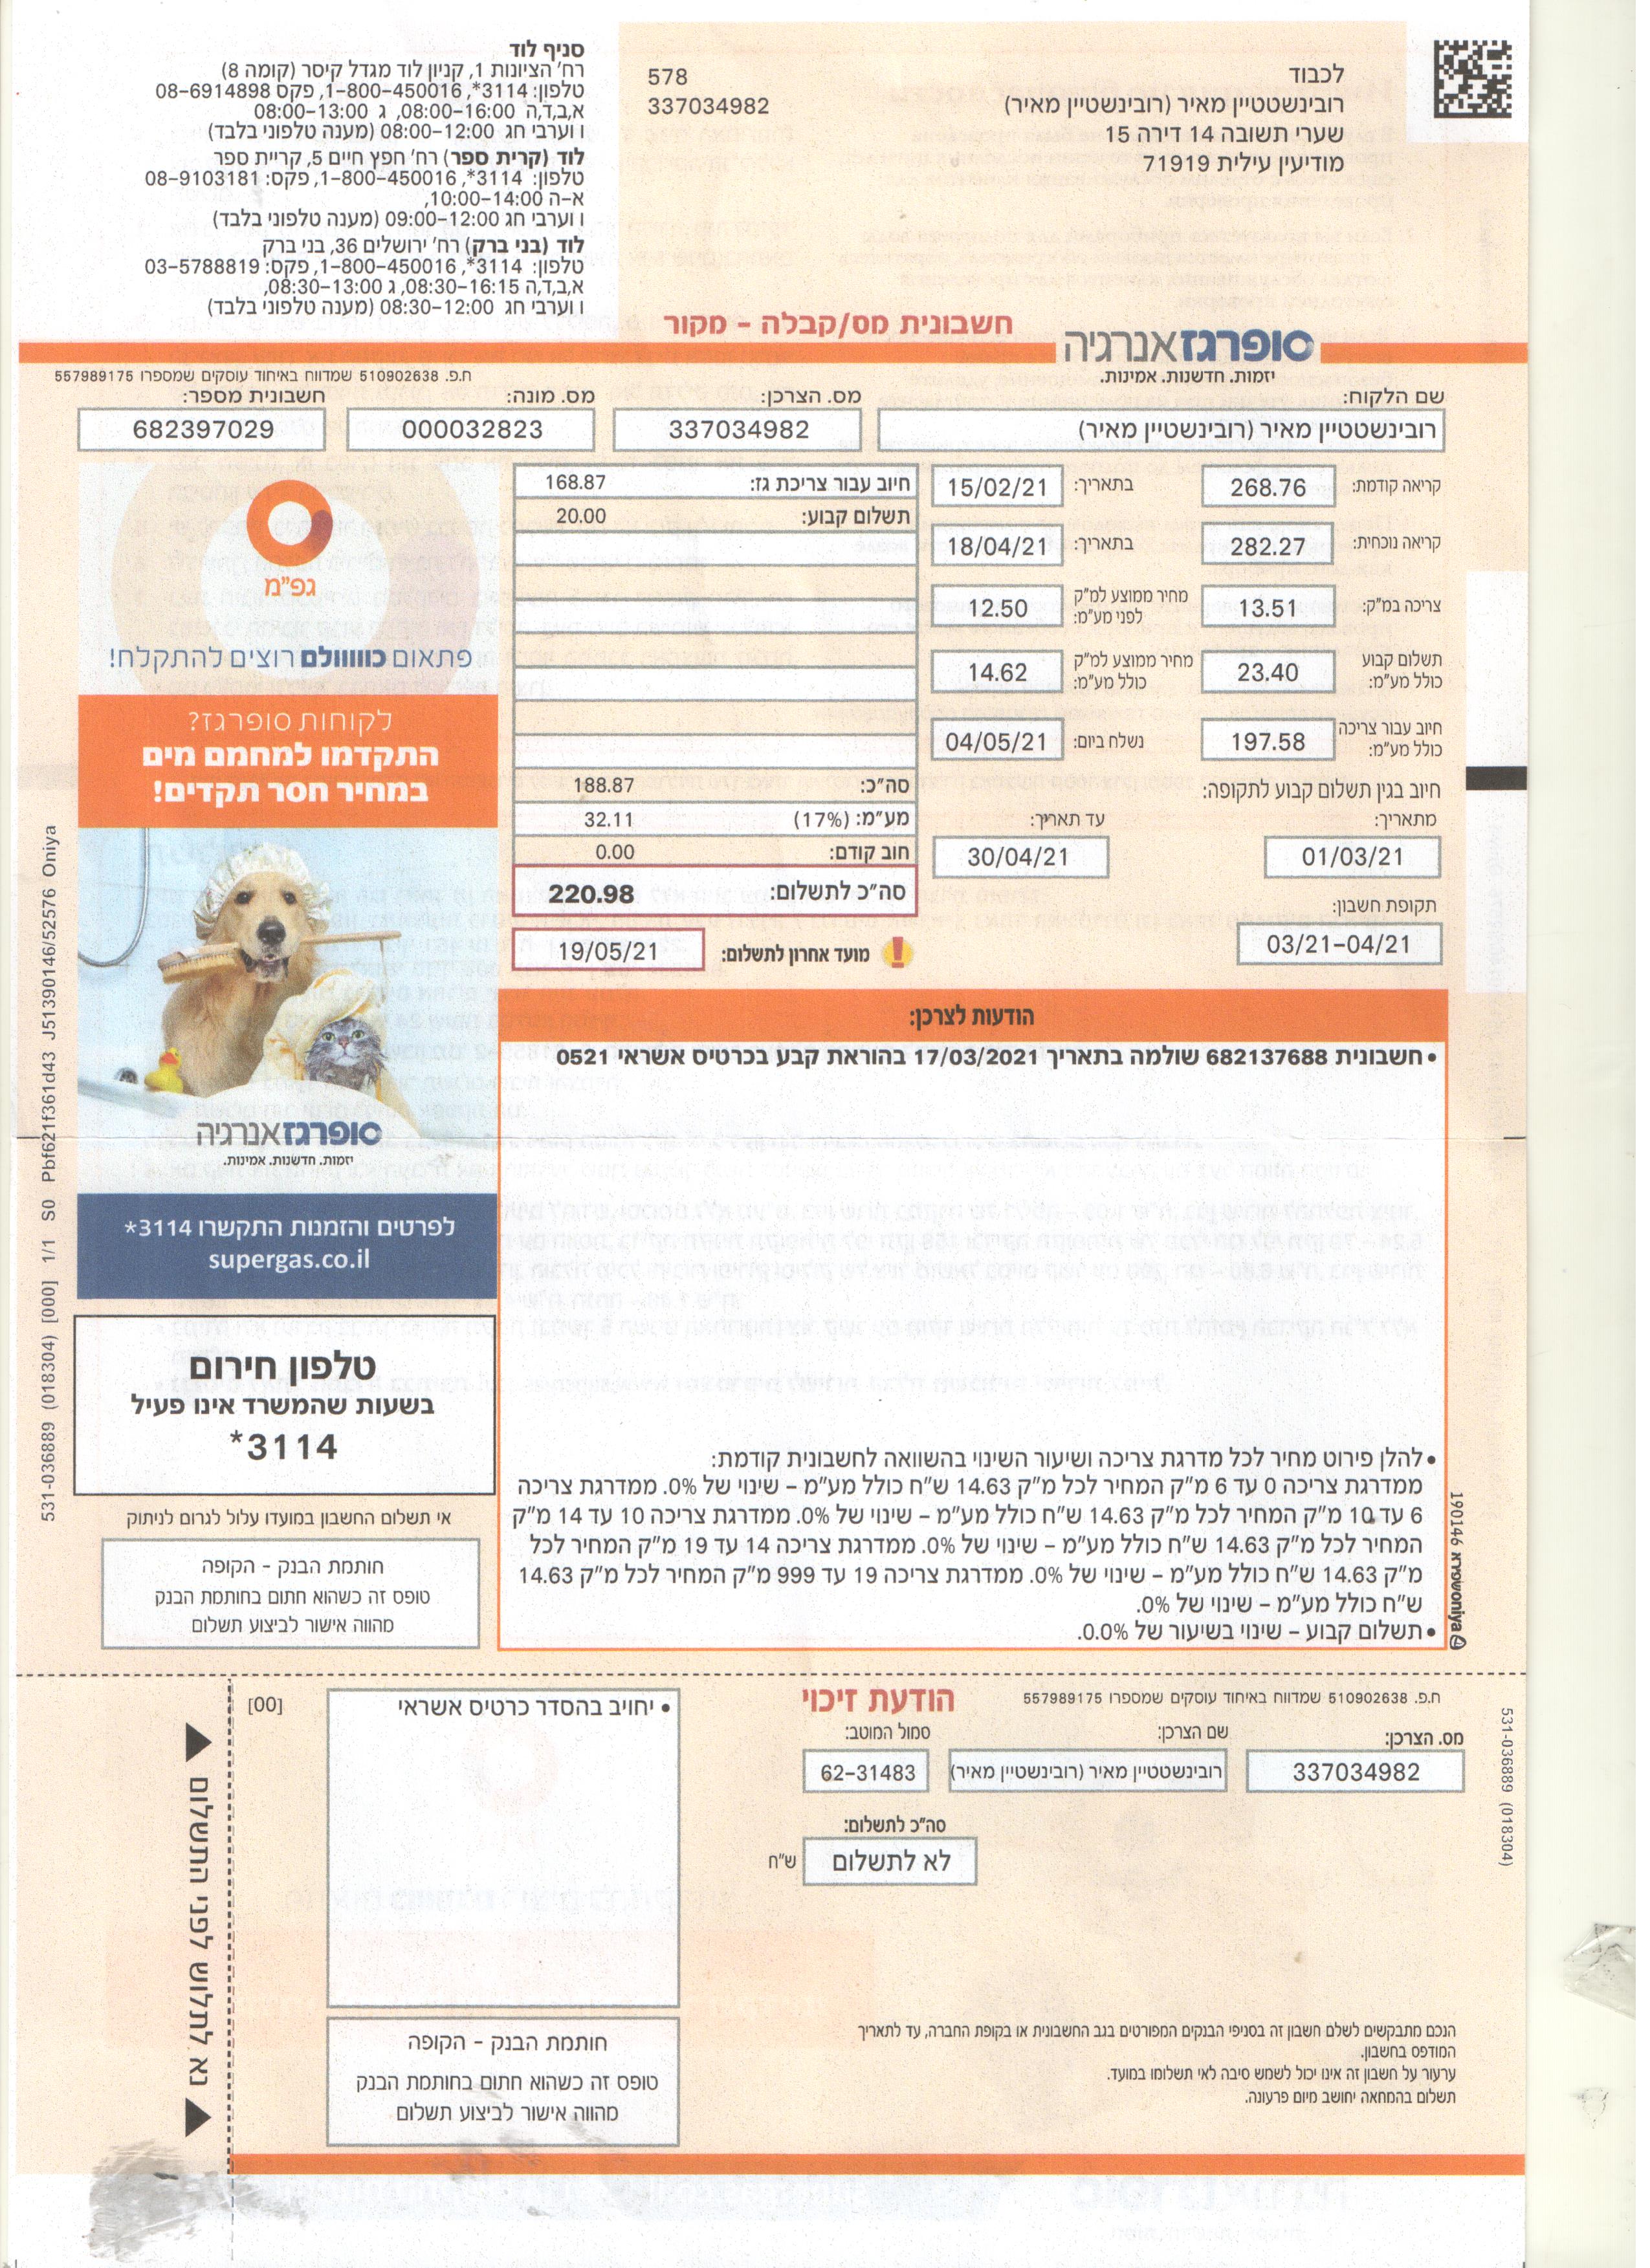 לכבוד
578
רובינשטטיין מאיר (רובינשטיין מאיר)
337034982
שערי תשובה 14 דירה 15
מודיעין עילית 71919
סניף לוד
רח' הציונות 1, קניון לוד מגדל קיסר (קומה 8)
טלפון: 3114*, 1-800-450016, פקס 08-6914898
א,ב,ד,ה 08:00-16:00, ג 08:00-13:00
ו וערבי חג 08:00-12:00 (מענה טלפוני בלבד)
לוד (קרית ספר) רח' חפץ חיים 5, קריית ספר
טלפון: 3114*, 1-800-450016, פקס: 08-9103181
א-ה 10:00-14:00,
ו וערבי חג 09:00-12:00 (מענה טלפוני בלבד)
לוד (בני ברק) רח' ירושלים 36, בני ברק
טלפון: 3114*, 1-800-450016, פקס: 03-5788819
א,ב,ד,ה 08:30-16:15, ג 08:30-13:00,
ו וערבי חג 08:30-12:00 (מענה טלפוני בלבד)
חשבונית מס/קבלה - מקור
סופרגז אנרגיה
יזמות. חדשנות. אמינות.
ח.פ. 510902638 שמדווח באיחוד עוסקים שמספרו 557989175
שם הלקוח:
מס. הצרכן:
מס. מונה:
חשבונית מספר:
רובינשטטיין מאיר (רובינשטיין מאיר)
337034982
000032823
682397029
קריאה קודמת: 268.76 בתאריך: 15/02/21
קריאה נוכחית: 282.27 בתאריך: 18/04/21
צריכה במ"ק: 13.51 מחיר ממוצע למ"ק לפני מע"מ: 12.50
תשלום קבוע כולל מע"מ: 23.40 מחיר ממוצע למ"ק כולל מע"מ: 14.62
חיוב עבור צריכה כולל מע"מ: 197.58 נשלח ביום: 04/05/21
חיוב בגין תשלום קבוע לתקופה:
מתאריך: עד תאריך:
01/03/21 30/04/21
תקופת חשבון:
03/21-04/21
חיוב עבור צריכת גז: 168.87
תשלום קבוע: 20.00
סה"כ: 188.87
מע"מ: (17%) 32.11
חוב קודם: 0.00
סה"כ לתשלום: 220.98
! מועד אחרון לתשלום: 19/05/21
גפ"מ
פתאום כוווולם רוצים להתקלח!
לקוחות סופרגז?
התקדמו למחמם מים
במחיר חסר תקדים!
סופרגז אנרגיה
יזמות. חדשנות. אמינות.
לפרטים והזמנות התקשרו 3114*
supergas.co.il
טלפון חירום
בשעות שהמשרד אינו פעיל
*3114
אי תשלום החשבון במועדו עלול לגרום לניתוק
חותמת הבנק - הקופה
טופס זה כשהוא חתום בחותמת הבנק
מהווה אישור לביצוע תשלום
הודעות לצרכן:
• חשבונית 682137688 שולמה בתאריך 17/03/2021 בהוראת קבע בכרטיס אשראי 0521
• להלן פירוט מחיר לכל מדרגת צריכה ושיעור השינוי בהשוואה לחשבונית קודמת:
ממדרגת צריכה 0 עד 6 מ"ק המחיר לכל מ"ק 14.63 ש"ח כולל מע"מ - שינוי של 0%. ממדרגת צריכה
6 עד 10 מ"ק המחיר לכל מ"ק 14.63 ש"ח כולל מע"מ - שינוי של 0%. ממדרגת צריכה 10 עד 14 מ"ק
המחיר לכל מ"ק 14.63 ש"ח כולל מע"מ - שינוי של 0%. ממדרגת צריכה 14 עד 19 מ"ק המחיר לכל
מ"ק 14.63 ש"ח כולל מע"מ - שינוי של 0%. ממדרגת צריכה 19 עד 999 מ"ק המחיר לכל מ"ק 14.63
ש"ח כולל מע"מ - שינוי של 0%.
• תשלום קבוע - שינוי בשיעור של 0.0%.
531-036889 (018304) [000] 1/1 S0 Pbf621f361d43 J51390146/52576 Oniya
190146
oniya
ח.פ. 510902638 שמדווח באיחוד עוסקים שמספרו 557989175
הודעת זיכוי
מס. הצרכן:
שם הצרכן:
סמול המוטב:
337034982
רובינשטטיין מאיר (רובינשטיין מאיר)
62-31483
סה"כ לתשלום:
לא לתשלום ש"ח
531-036889 (018304)
• יחויב בהסדר כרטיס אשראי
[00]
נא לתלוש לפני התשלום
חותמת הבנק - הקופה
טופס זה כשהוא חתום בחותמת הבנק
מהווה אישור לביצוע תשלום
הנכם מתבקשים לשלם חשבון זה בסניפי הבנקים המפורטים בגב החשבונית או בקופת החברה, עד לתאריך
המודפס בחשבון.
ערעור על חשבון זה אינו יכול לשמש סיבה לאי תשלומו במועד.
תשלום בהמחאה יחושב מיום פרעונה.